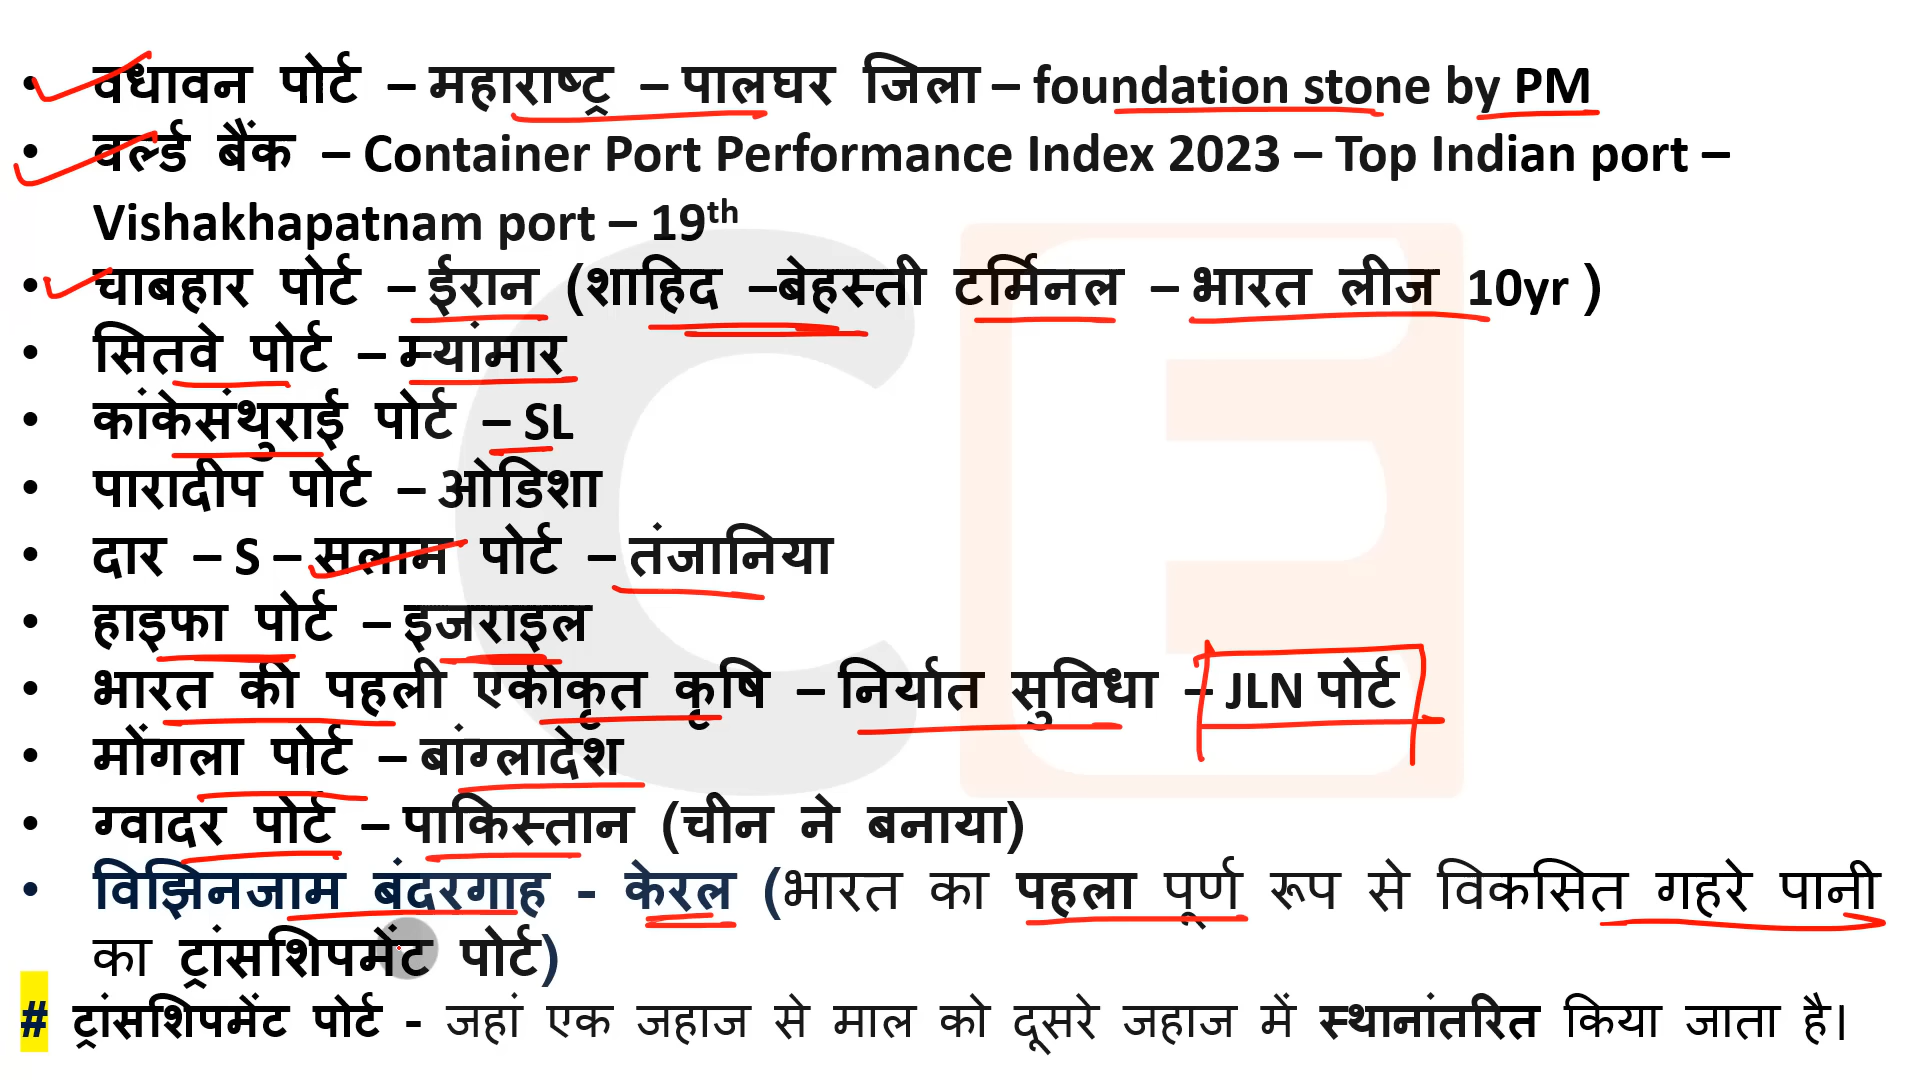 • वधावन पोर्ट – महाराष्ट्र – पालघर जिला – foundation stone by PM
• वर्ल्ड बैंक – Container Port Performance Index 2023 – Top Indian port –
Vishakhapatnam port – 19th
• चाबहार पोर्ट – ईरान (शाहिद –बेहस्ती टर्मिनल – भारत लीज 10yr )
• सितवे पोर्ट – म्यांमार
• कांकेसंथुराई पोर्ट – SL
• पारादीप पोर्ट – ओडिशा
• दार – S – सलाम पोर्ट – तंजानिया
• हाइफा पोर्ट – इजराइल
• भारत की पहली एकीकृत कृषि – निर्यात सुविधा – JLN पोर्ट
• मोंगला पोर्ट – बांग्लादेश
• ग्वादर पोर्ट – पाकिस्तान (चीन ने बनाया)
• विझिनजाम बंदरगाह - केरल (भारत का पहला पूर्ण रूप से विकसित गहरे पानी
का ट्रांसशिपमेंट पोर्ट)
# ट्रांसशिपमेंट पोर्ट - जहां एक जहाज से माल को दूसरे जहाज में स्थानांतरित किया जाता है।